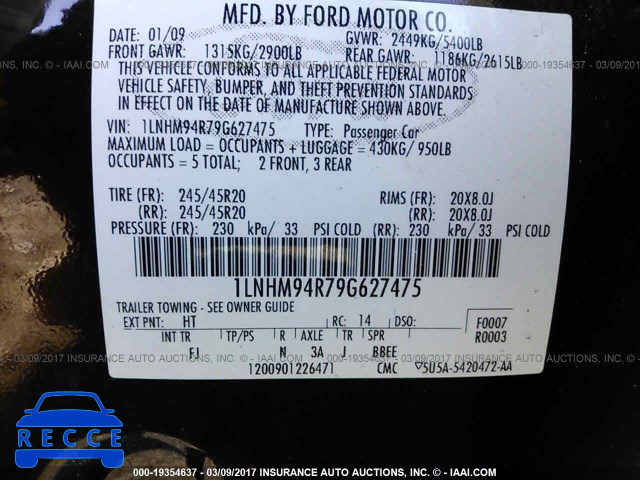 MFD. BY FORD MOTOR CO.
DATE: 01/09 GVWR: 2449KG/5400LB
FRONT GAWR: 1315KG/2900LB REAR GAWR: 1186KG/2615LB
THIS VEHICLE CONFORMS TO ALL APPLICABLE FEDERAL MOTOR
VEHICLE SAFETY, BUMPER, AND THEFT PREVENTION STANDARDS
IN EFFECT ON THE DATE OF MANUFACTURE SHOWN ABOVE.
VIN: 1LNHM94R79G627475 TYPE: Passenger Car
MAXIMUM LOAD = OCCUPANTS + LUGGAGE = 430KG/ 950LB
OCCUPANTS = 5 TOTAL; 2 FRONT, 3 REAR
TIRE (FR): 245/45R20 RIMS (FR): 20X8.0J
(RR): 245/45R20 (RR): 20X8.0J
PRESSURE (FR): 230 kPa/ 33 PSI COLD (RR): 230 kPa/ 33 PSI COLD
1LNHM94R79G627475
TRAILER TOWING - SEE OWNER GUIDE
EXT PNT: HT RC: 14 DSO: F0007
INT TR TP/PS R AXLE TR SPR R0003
FJ N 3A J BBEE
1200901226471 CMC 5U5A-5420472-AA
RECCE
000-19354637 - 03/09/2017 INSURANCE AUTO AUCTIONS, INC. - IAAI.COM